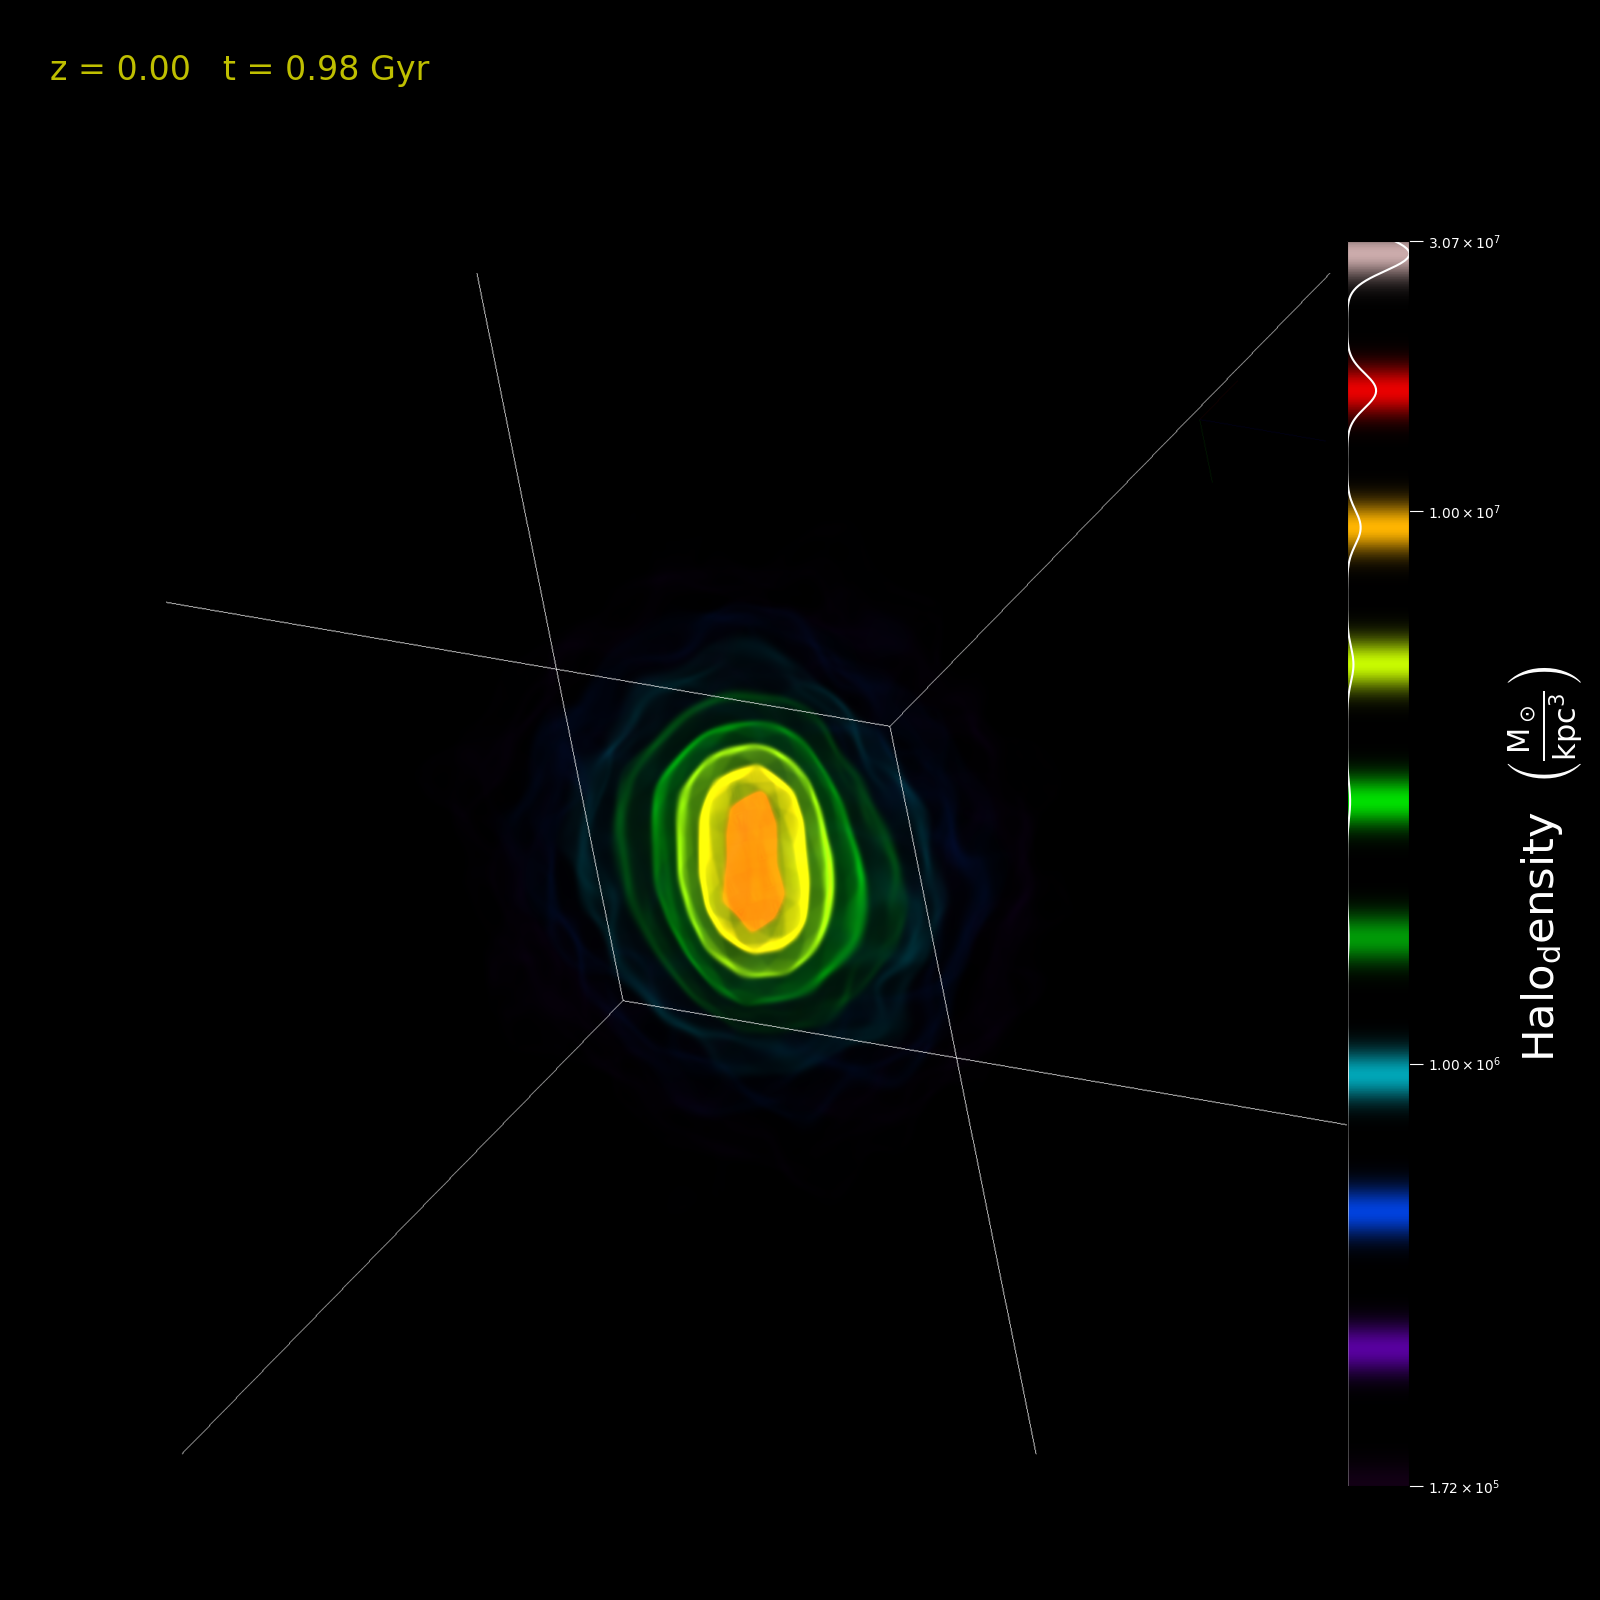 z = 0.00   t = 0.98 Gyr
3.07 × 10⁷
1.00 × 10⁷
1.00 × 10⁶
1.72 × 10⁵
Halo_density (M⊙/kpc³)